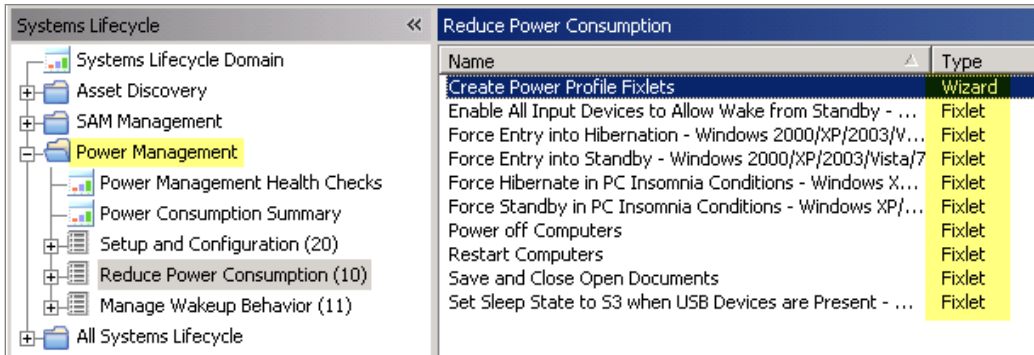 Systems Lifecycle «
Systems Lifecycle Domain
Asset Discovery
SAM Management
Power Management
Power Management Health Checks
Power Consumption Summary
Setup and Configuration (20)
Reduce Power Consumption (10)
Manage Wakeup Behavior (11)
All Systems Lifecycle
Reduce Power Consumption
Name Type
Create Power Profile Fixlets Wizard
Enable All Input Devices to Allow Wake from Standby - ... Fixlet
Force Entry into Hibernation - Windows 2000/XP/2003/V... Fixlet
Force Entry into Standby - Windows 2000/XP/2003/Vista/7 Fixlet
Force Hibernate in PC Insomnia Conditions - Windows X... Fixlet
Force Standby in PC Insomnia Conditions - Windows XP/... Fixlet
Power off Computers Fixlet
Restart Computers Fixlet
Save and Close Open Documents Fixlet
Set Sleep State to S3 when USB Devices are Present - ... Fixlet